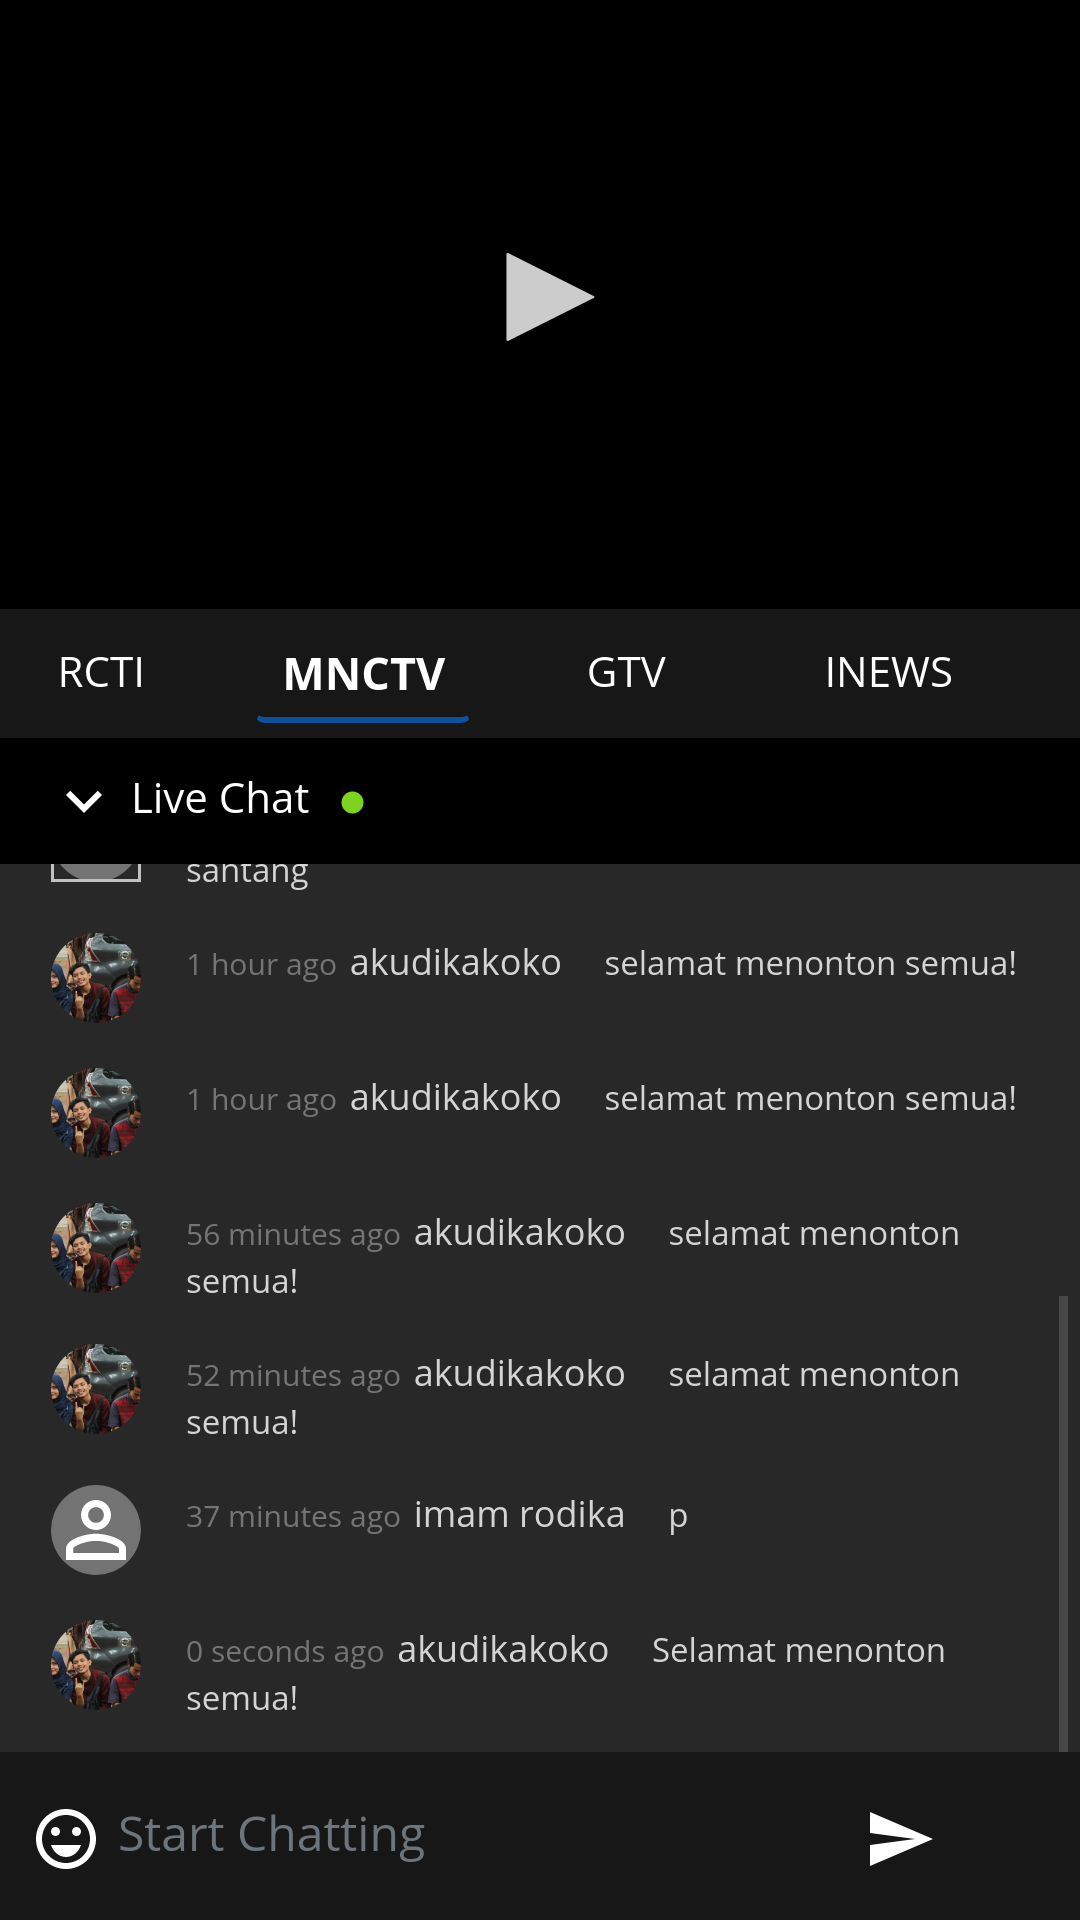 RCTI MNCTV GTV INEWS
Live Chat
santang
1 hour ago akudikakoko selamat menonton semua!
1 hour ago akudikakoko selamat menonton semua!
56 minutes ago akudikakoko selamat menonton
semua!
52 minutes ago akudikakoko selamat menonton
semua!
37 minutes ago imam rodika p
0 seconds ago akudikakoko Selamat menonton
semua!
Start Chatting